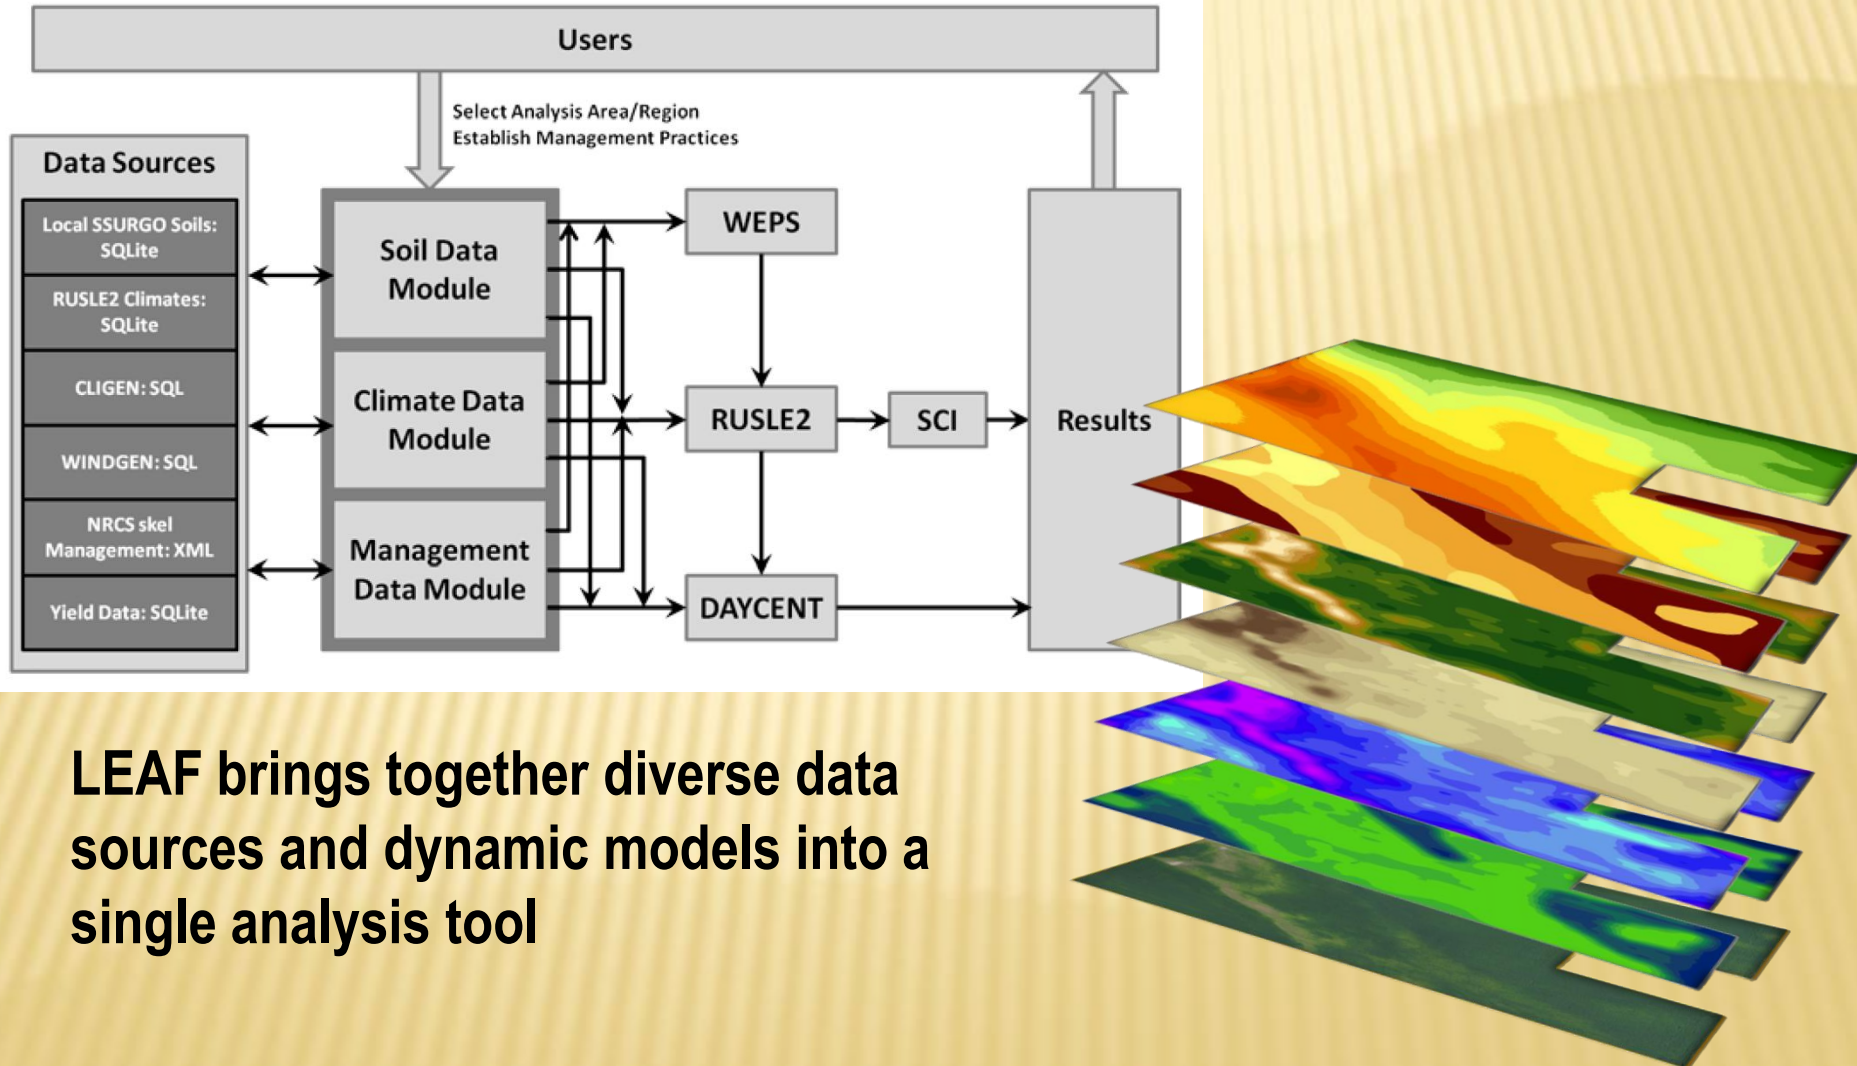 Users
Select Analysis Area/Region
Establish Management Practices
Data Sources
Local SSURGO Soils:
SQLite
RUSLE2 Climates:
SQLite
CLIGEN: SQL
WINDGEN: SQL
NRCS skel
Management: XML
Yield Data: SQLite
Soil Data
Module
Climate Data
Module
Management
Data Module
WEPS
RUSLE2
SCI
DAYCENT
Results
LEAF brings together diverse data
sources and dynamic models into a
single analysis tool